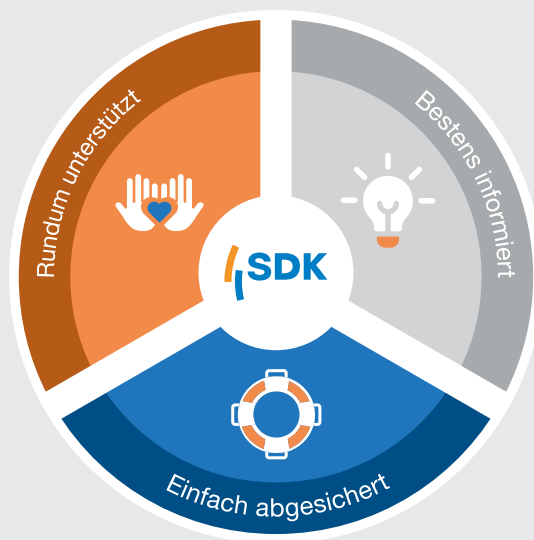 Rundum unterstützt
Bestens informiert
SDK
Einfach abgesichert